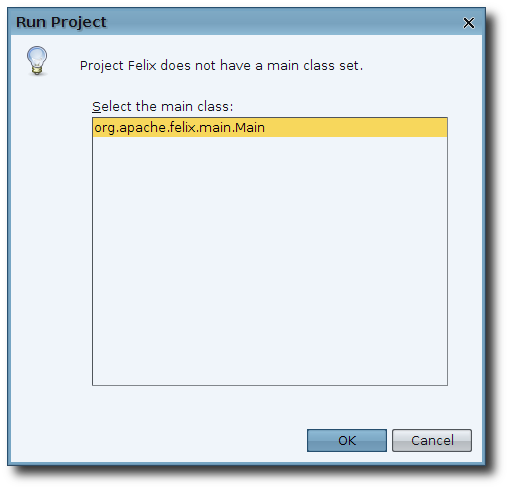 Run Project
Project Felix does not have a main class set.
Select the main class:
org.apache.felix.main.Main
OK
Cancel